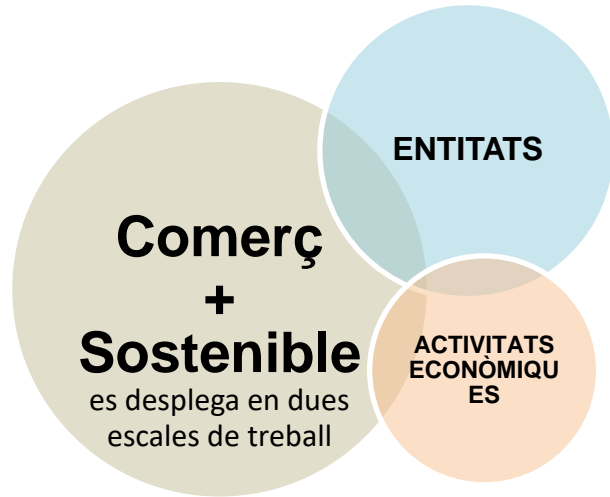 Comerç
+
Sostenible
es desplega en dues
escales de treball
ENTITATS
ACTIVITATS
ECONÒMIQU
ES